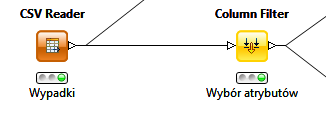 CSV Reader
Column Filter
Wypadki
Wybór atrybutów